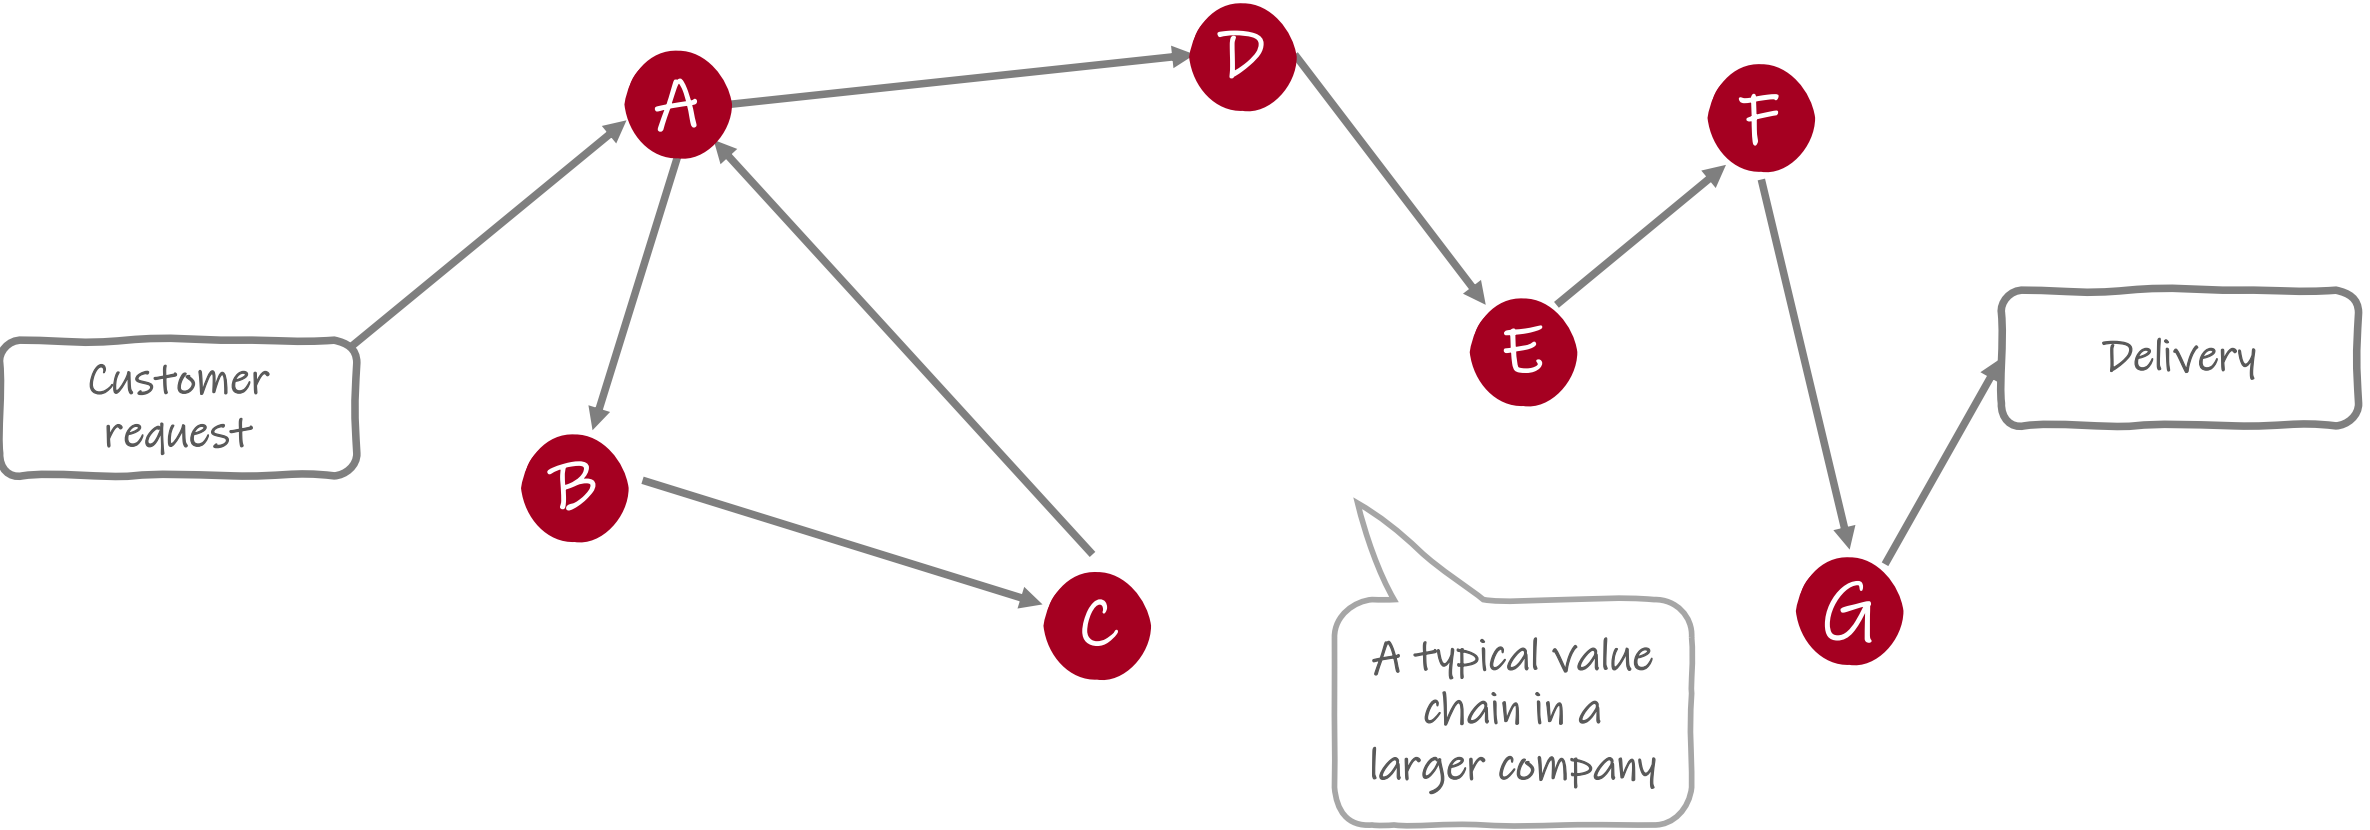 A
D
F
Customer
request
E
Delivery
B
C
G
A typical value
chain in a
larger company